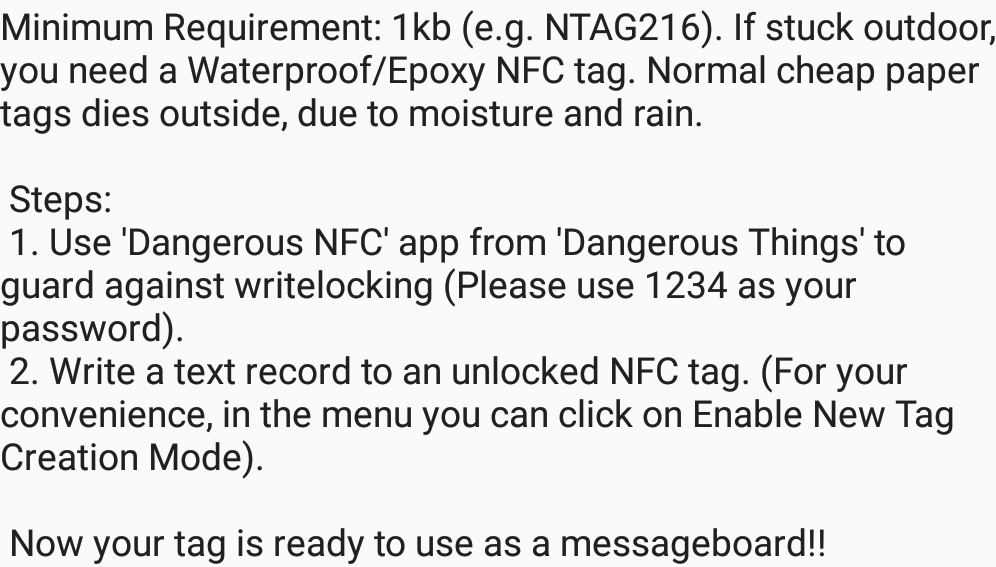 Minimum Requirement: 1kb (e.g. NTAG216). If stuck outdoor,
you need a Waterproof/Epoxy NFC tag. Normal cheap paper
tags dies outside, due to moisture and rain.
Steps:
1. Use 'Dangerous NFC' app from 'Dangerous Things' to
guard against writelocking (Please use 1234 as your
password).
2. Write a text record to an unlocked NFC tag. (For your
convenience, in the menu you can click on Enable New Tag
Creation Mode).
Now your tag is ready to use as a messageboard!!